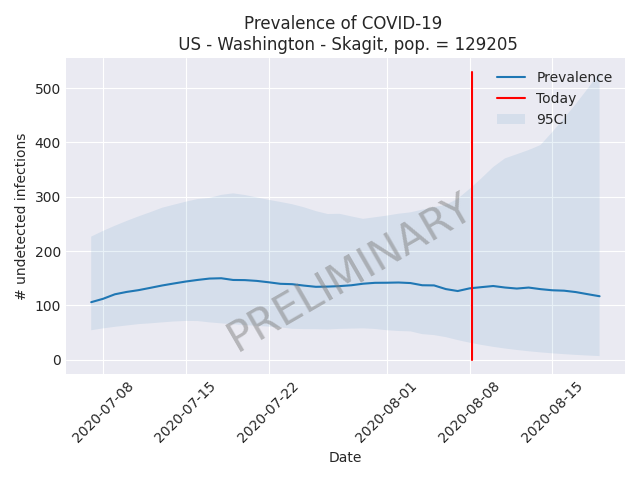 Prevalence of COVID-19
US - Washington - Skagit, pop. = 129205
Prevalence
Today
95CI
500
400
300
200
100
0
# undetected infections
PRELIMINARY
2020-07-08
2020-07-15
2020-07-22
2020-08-01
2020-08-08
2020-08-15
Date